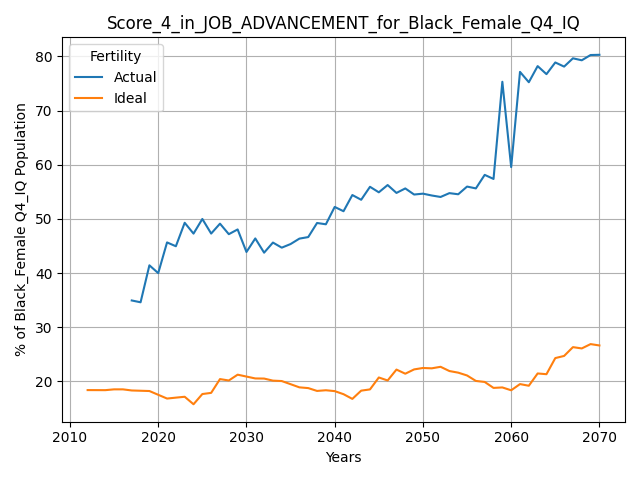 Score_4_in_JOB_ADVANCEMENT_for_Black_Female_Q4_IQ
Fertility
Actual
Ideal
% of Black_Female Q4_IQ Population
80
70
60
50
40
30
20
2010 2020 2030 2040 2050 2060 2070
Years